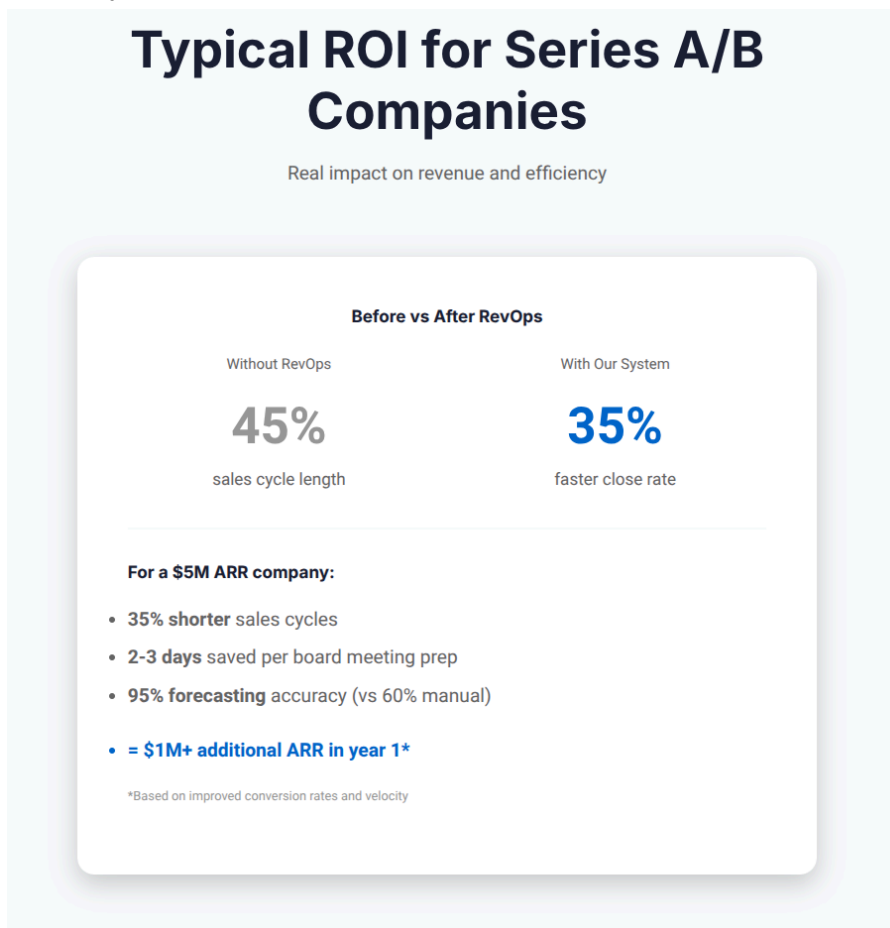 Typical ROI for Series A/B
Companies
Real impact on revenue and efficiency
Before vs After RevOps
Without RevOps
45%
sales cycle length
With Our System
35%
faster close rate
For a $5M ARR company:
• 35% shorter sales cycles
• 2-3 days saved per board meeting prep
• 95% forecasting accuracy (vs 60% manual)
• = $1M+ additional ARR in year 1*
*Based on improved conversion rates and velocity